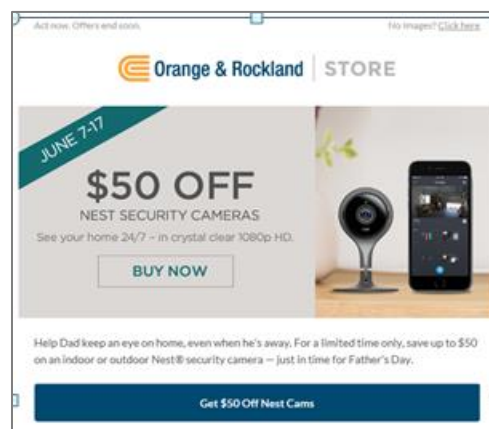 Act now. Offers end soon.
No Images? Click here
Orange & Rockland STORE
JUNE 7-17
$50 OFF
NEST SECURITY CAMERAS
See your home 24/7 – in crystal clear 1080p HD.
BUY NOW
Help Dad keep an eye on home, even when he's away. For a limited time only, save up to $50
on an indoor or outdoor Nest® security camera — just in time for Father's Day.
Get $50 Off Nest Cams